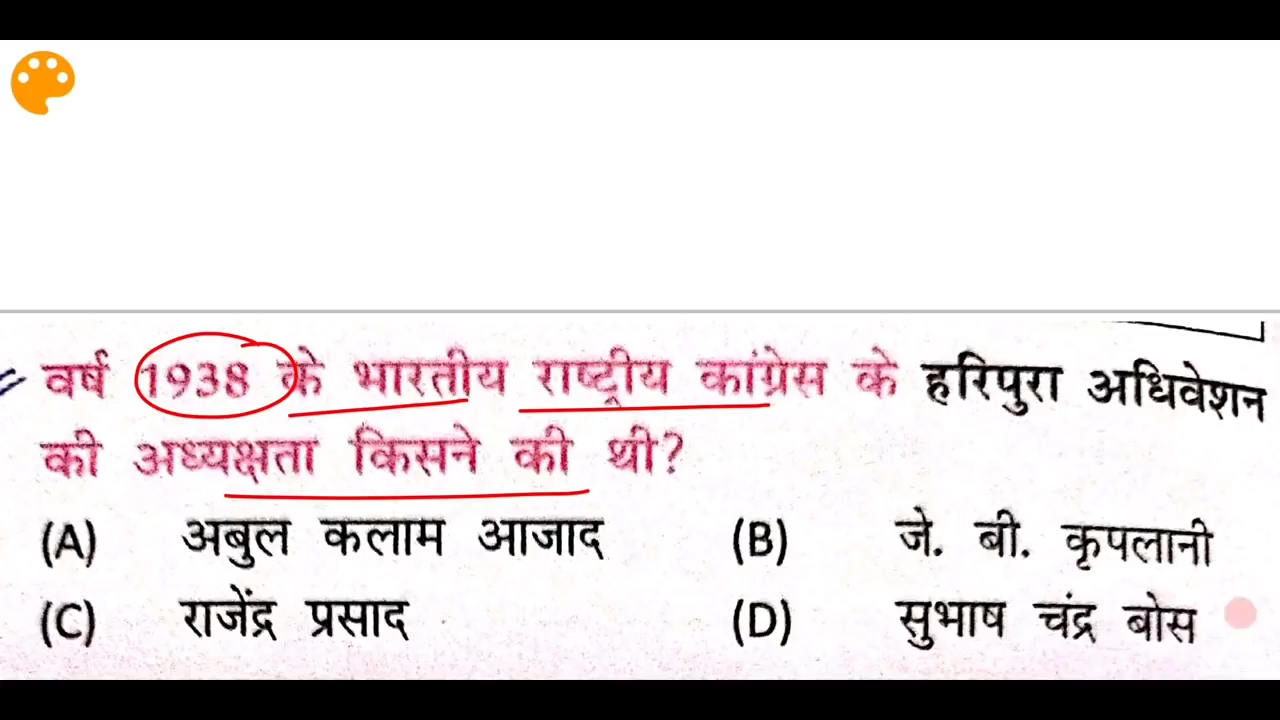 वर्ष 1938 के भारतीय राष्ट्रीय कांग्रेस के हरिपुरा अधिवेशन
की अध्यक्षता किसने की थी?
(A) अबुल कलाम आजाद (B) जे. बी. कृपलानी
(C) राजेंद्र प्रसाद (D) सुभाष चंद्र बोस